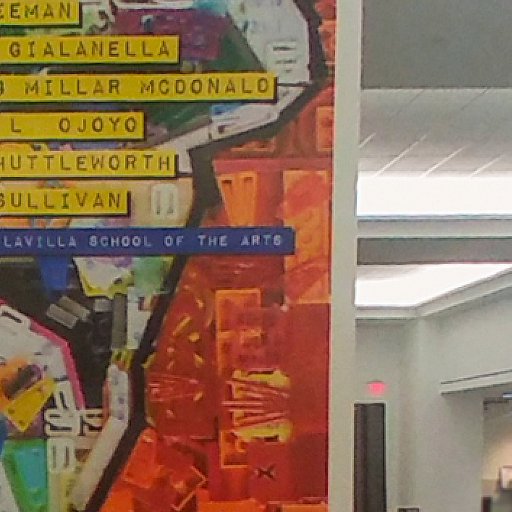 EEMAN
GIALANELLA
G MILLAR MCDONALD
L OJOYO
HUTTLEWORTH
SULLIVAN
LAVILLA SCHOOL OF THE ARTS